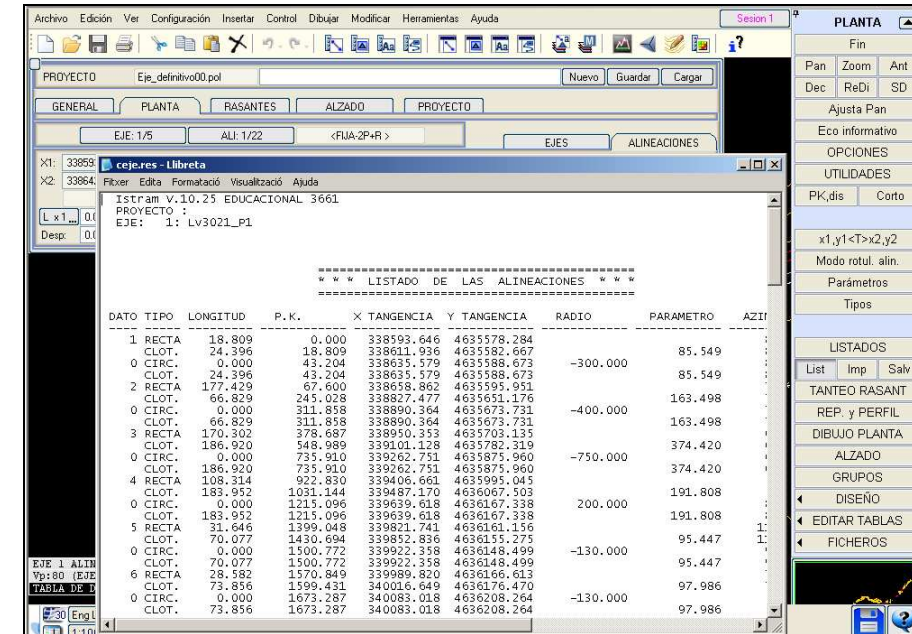 Archivo Edición Ver Configuración Insertar Control Dibujar Modificar Herramientas Ayuda Sesion 1
PROYECTO Eje_definitivo00.pol Nuevo Guardar Cargar
GENERAL PLANTA RASANTES ALZADO PROYECTO
EJE: 1/5 ALI: 1/22 <FIJA-2P+R > EJES ALINEACIONES
X1: 33859
X2: 33864
L x 1
Desp:
ceje.res - Llibreta
Fitxer Edita Formatació Visualització Ajuda
Istram V.10.25 EDUCACIONAL 3661
PROYECTO :
EJE: 1: Lv3021_P1
=============================================
* * * LISTADO DE LAS ALINEACIONES * * *
=============================================
DATO TIPO LONGITUD P.K. X TANGENCIA Y TANGENCIA RADIO PARAMETRO AZI
1 RECTA 18.809 0.000 338593.646 4635578.284
CLOT. 24.396 18.809 338611.936 4635582.667 85.549
0 CIRC. 0.000 43.204 338635.579 4635588.673 -300.000
CLOT. 24.396 43.204 338635.579 4635588.673 85.549
2 RECTA 177.429 67.600 338658.862 4635595.951
CLOT. 66.829 245.028 338827.477 4635651.176 163.498
0 CIRC. 0.000 311.858 338890.364 4635673.731 -400.000
CLOT. 66.829 311.858 338890.364 4635673.731 163.498
3 RECTA 170.302 378.687 338950.353 4635703.135
CLOT. 186.920 548.989 339101.128 4635782.319 374.420
0 CIRC. 0.000 735.910 339262.751 4635875.960 -750.000
CLOT. 186.920 735.910 339262.751 4635875.960 374.420
4 RECTA 108.314 922.830 339406.661 4635995.045
CLOT. 183.952 1031.144 339487.170 4636067.503 191.808
0 CIRC. 0.000 1215.096 339639.618 4636167.338 200.000
CLOT. 183.952 1215.096 339639.618 4636167.338 191.808
5 RECTA 31.646 1399.048 339821.741 4636161.156
CLOT. 70.077 1430.694 339852.836 4636155.275 95.447
0 CIRC. 0.000 1500.772 339922.358 4636148.499 -130.000
CLOT. 70.077 1500.772 339922.358 4636148.499 95.447
6 RECTA 28.582 1570.849 339989.820 4636166.613
CLOT. 73.856 1599.431 340016.649 4636176.470 97.986
0 CIRC. 0.000 1673.287 340083.018 4636208.264 -130.000
CLOT. 73.856 1673.287 340083.018 4636208.264 97.986
EJE 1 ALIN
Vp:80 (EJE
TABLA DE D
30 Eng L
PLANTA
Fin
Pan Zoom Ant
Dec ReDi SD
Ajusta Pan
Eco informativo
OPCIONES
UTILIDADES
PK,dis Corto
x1,y1<T>x2,y2
Modo rotul. alin.
Parámetros
Tipos
LISTADOS
List Imp Salv
TANTEO RASANT
REP. y PERFIL
DIBUJO PLANTA
ALZADO
GRUPOS
DISEÑO
EDITAR TABLAS
FICHEROS